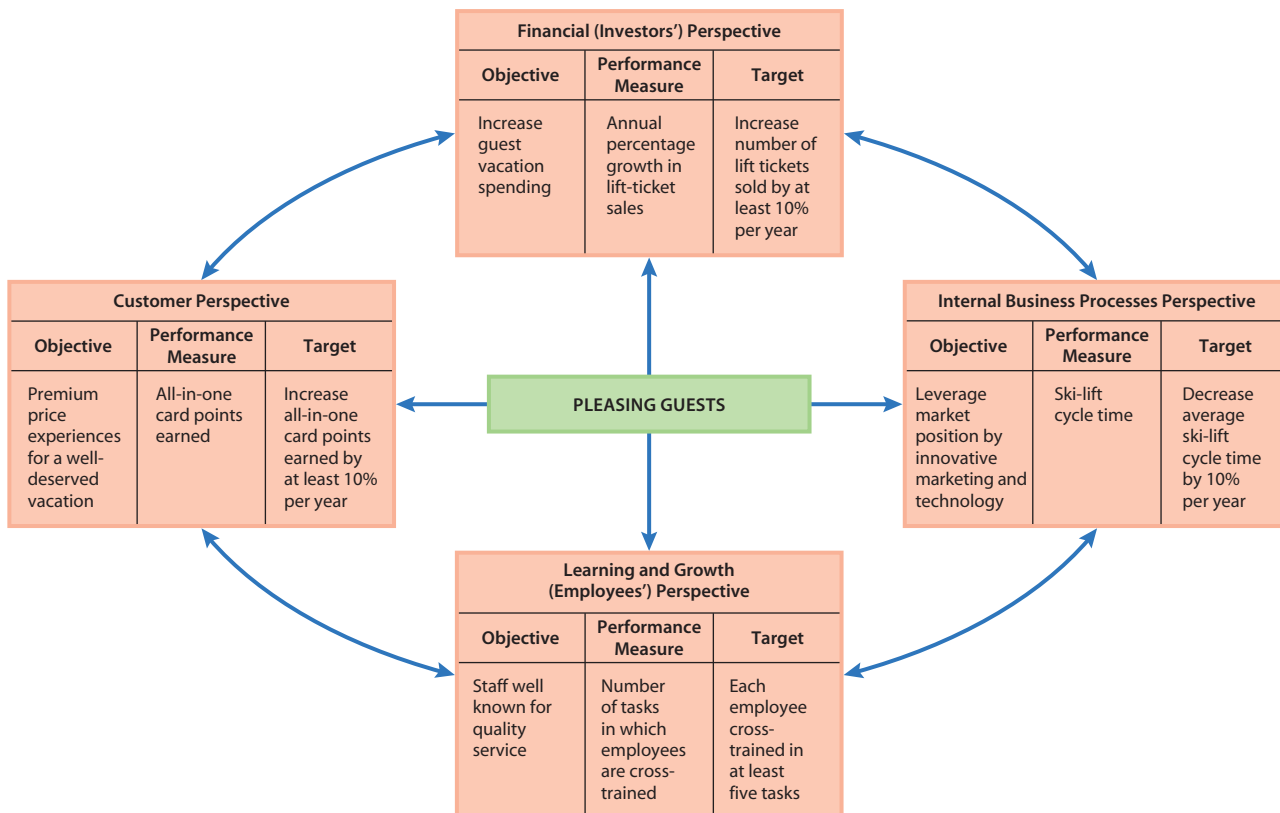 Financial (Investors’) Perspective
Objective
Performance
Measure
Target
Increase
guest
vacation
spending
Annual
percentage
growth in
lift-ticket
sales
Increase
number of
lift tickets
sold by at
least 10%
per year
Customer Perspective
Objective
Performance
Measure
Target
Premium
price
experiences
for a well-
deserved
vacation
All-in-one
card points
earned
Increase
all-in-one
card points
earned by
at least 10%
per year
PLEASING GUESTS
Internal Business Processes Perspective
Objective
Performance
Measure
Target
Leverage
market
position by
innovative
marketing and
technology
Ski-lift
cycle time
Decrease
average
ski-lift
cycle time
by 10%
per year
Learning and Growth
(Employees’) Perspective
Objective
Performance
Measure
Target
Staff well
known for
quality
service
Number
of tasks
in which
employees
are cross-
trained
Each
employee
cross-
trained in
at least
five tasks